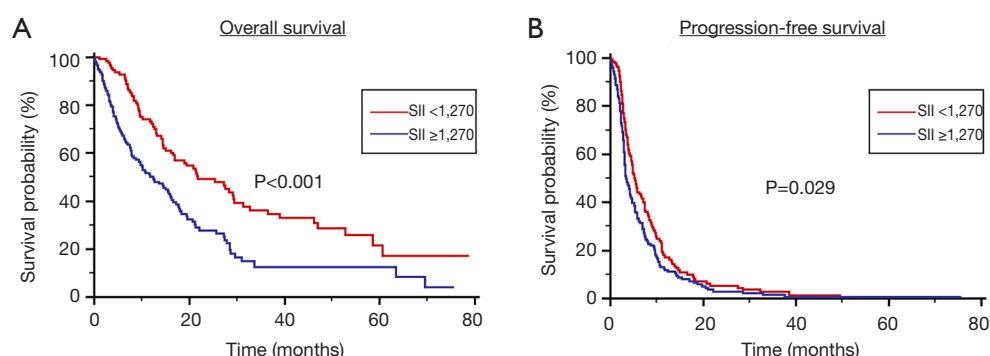 A
Overall survival
Survival probability (%)
100
80
60
40
20
0
SII <1,270
SII ≥1,270
P<0.001
0
20
40
60
80
Time (months)
B
Progression-free survival
Survival probability (%)
100
80
60
40
20
0
SII <1,270
SII ≥1,270
P=0.029
0
20
40
60
80
Time (months)